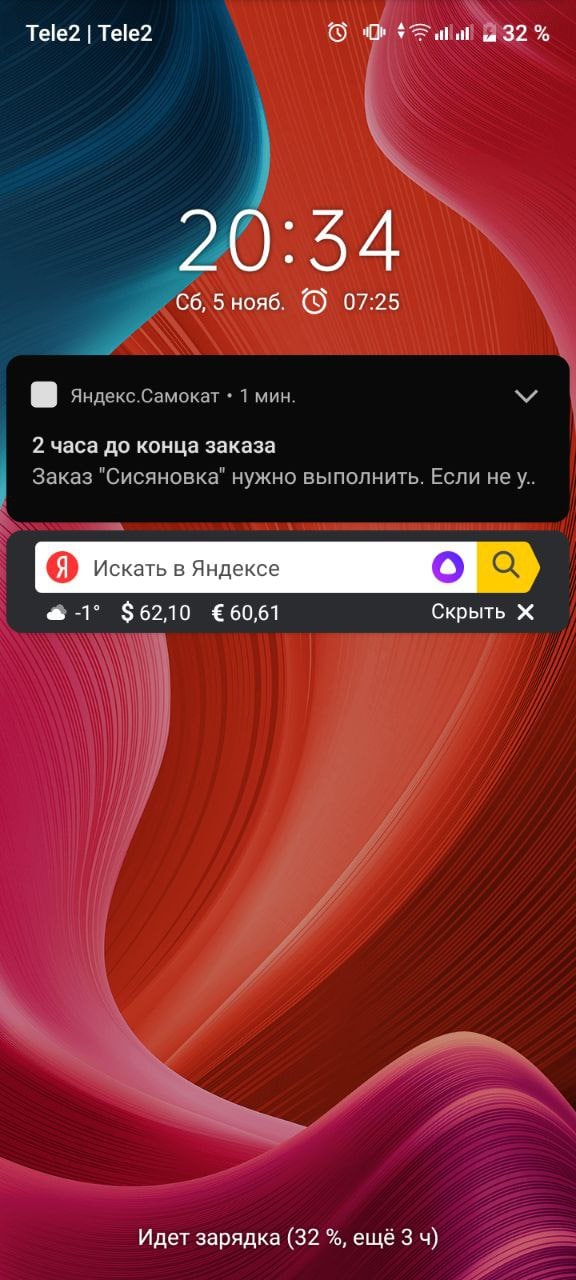 Tele2 | Tele2 32 %
20:34
Сб, 5 нояб. 07:25
Яндекс.Самокат • 1 мин.
2 часа до конца заказа
Заказ "Сисяновка" нужно выполнить. Если не у..
Я Искать в Яндексе
-1° $ 62,10 € 60,61 Скрыть
Идет зарядка (32 %, ещё 3 ч)